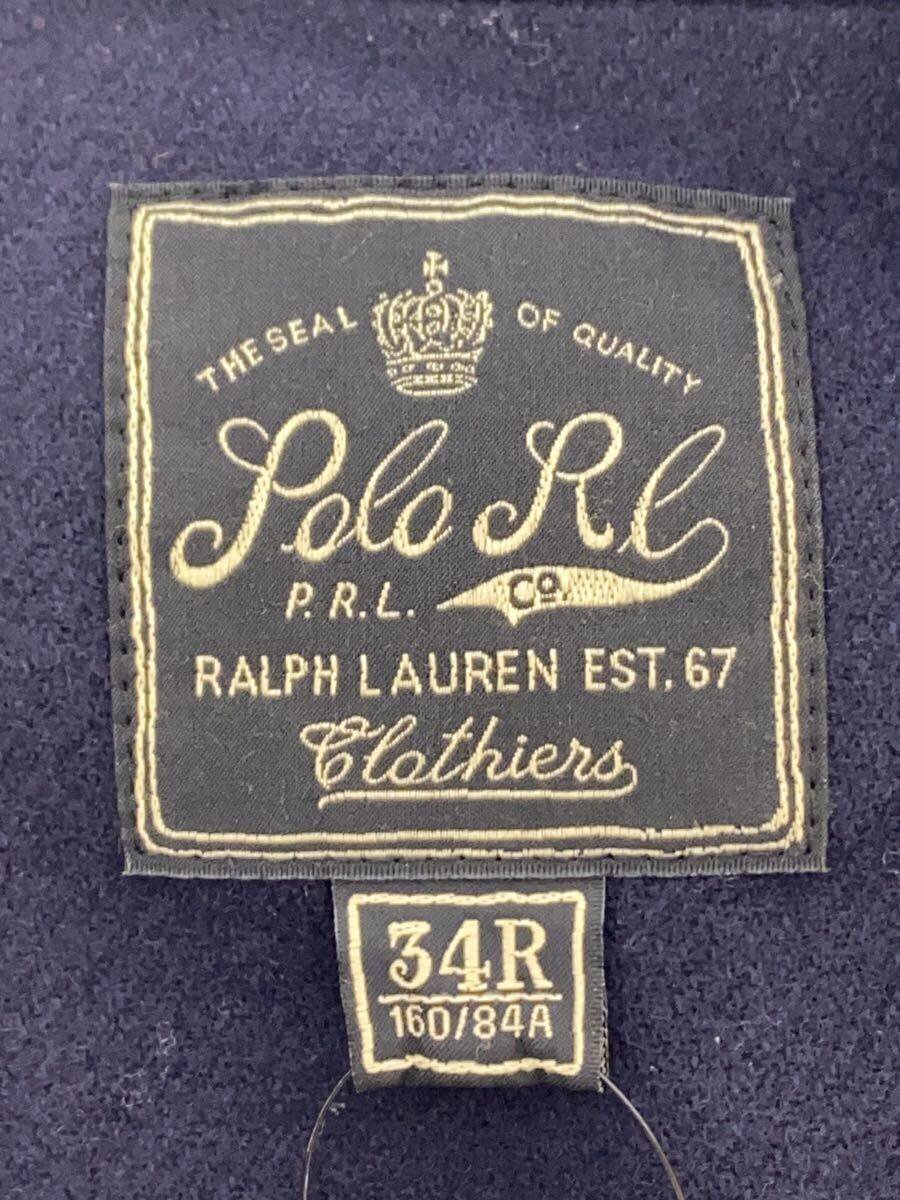 THE SEAL OF QUALITY
Polo Rl
P.R.L. Co.
RALPH LAUREN EST. 67
Clothiers
34R
160/84A